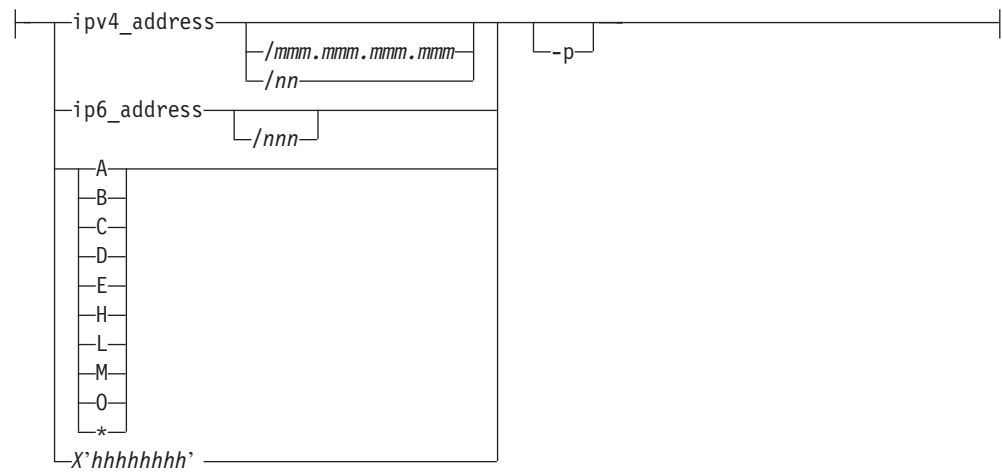 ipv4_address
/mmm.mmm.mmm.mmm
-p
/nn
ip6_address
/nnn
A
B
C
D
E
H
L
M
O
*
X'hhhhhhhh'